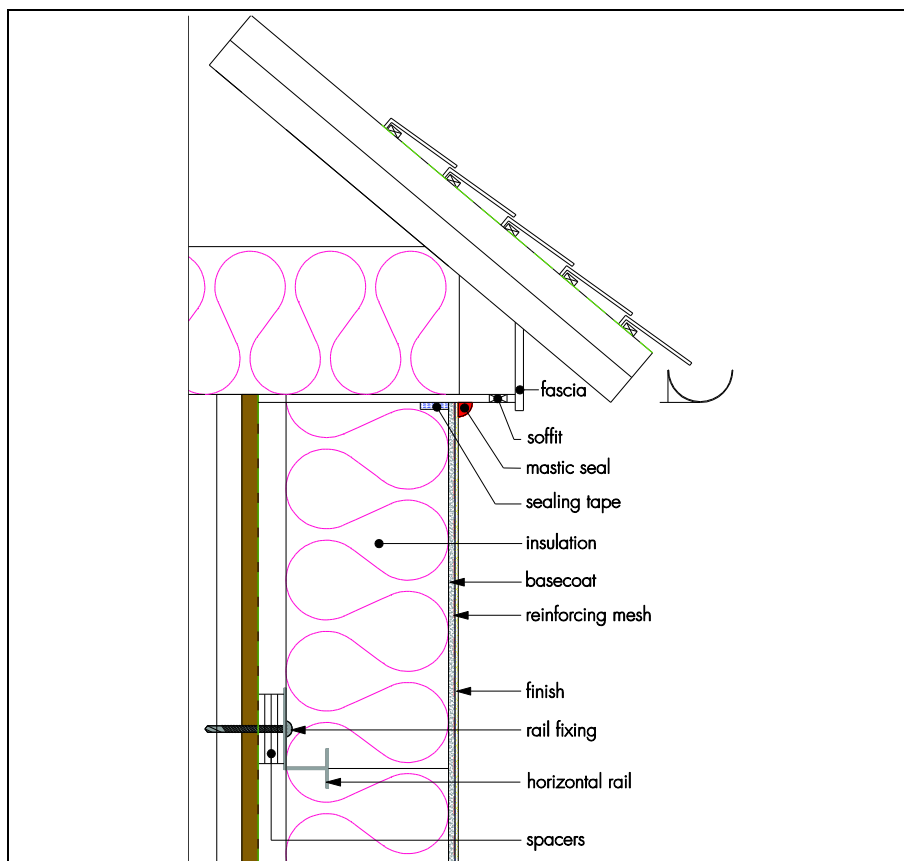 fascia
soffit
mastic seal
sealing tape
insulation
basecoat
reinforcing mesh
finish
rail fixing
horizontal rail
spacers